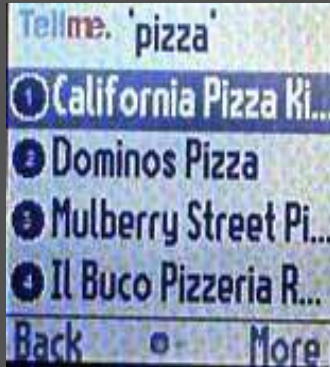 Tellme. 'pizza'
1 California Pizza Ki...
2 Dominos Pizza
3 Mulberry Street Pi...
4 Il Buco Pizzeria R...
Back More